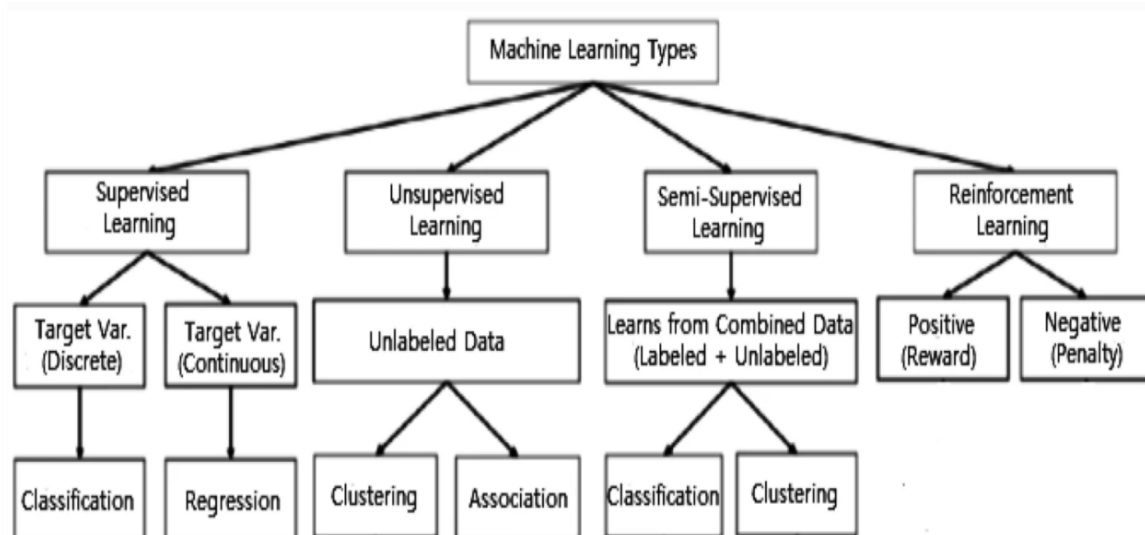 Machine Learning Types
Supervised
Learning
Unsupervised
Learning
Semi-Supervised
Learning
Reinforcement
Learning
Target Var.
(Discrete)
Target Var.
(Continuous)
Unlabeled Data
Learns from Combined Data
(Labeled + Unlabeled)
Positive
(Reward)
Negative
(Penalty)
Classification
Regression
Clustering
Association
Classification
Clustering